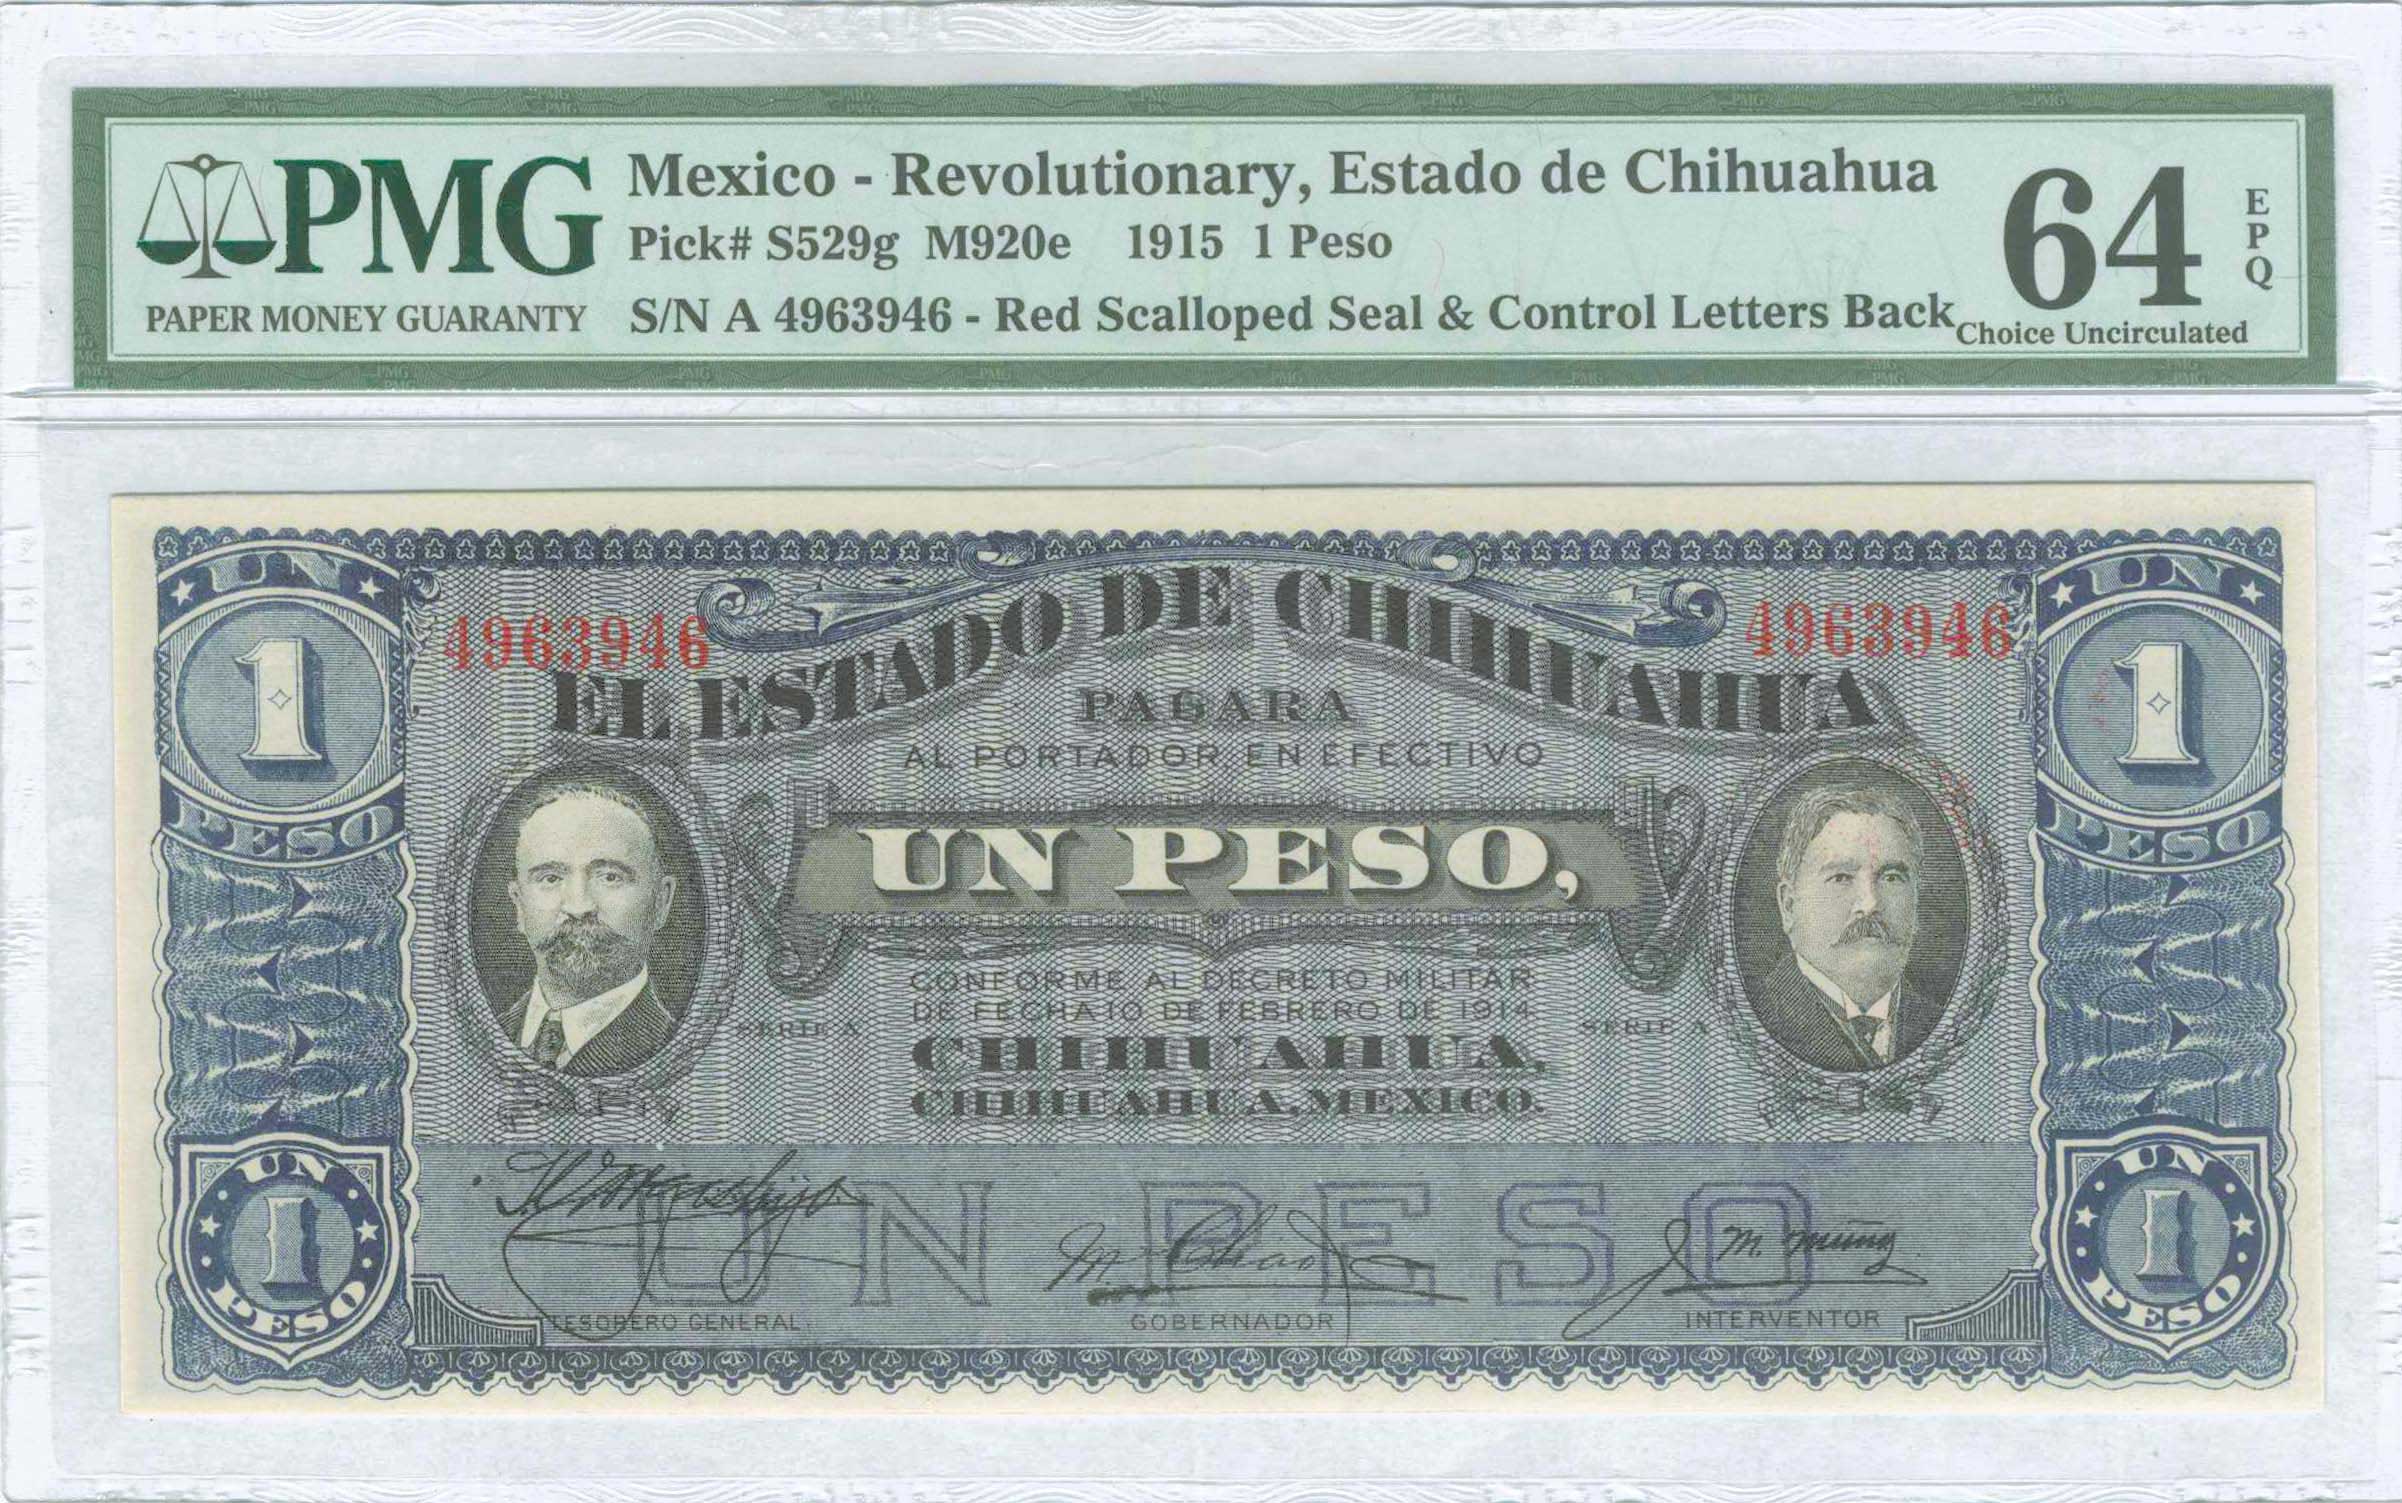 PMG
PAPER MONEY GUARANTY
Mexico - Revolutionary, Estado de Chihuahua
Pick# S529g M920e 1915 1 Peso
S/N A 4963946 - Red Scalloped Seal & Control Letters Back
64
EPQ
Choice Uncirculated
UN
1
PESO
UN
1
PESO
4963946
4963946
EL ESTADO DE CHIHUAHUA
PAGARA
AL PORTADOR EN EFECTIVO
UN PESO,
CONFORME AL DECRETO MILITAR
DE FECHA 10 DE FEBRERO DE 1914
SERIE A
SERIE A
CHIHUAHUA,
CHIHUAHUA, MEXICO.
UN PESO
TESORERO GENERAL
GOBERNADOR
J. M. Muñoz
INTERVENTOR
UN
1
PESO
UN
1
PESO